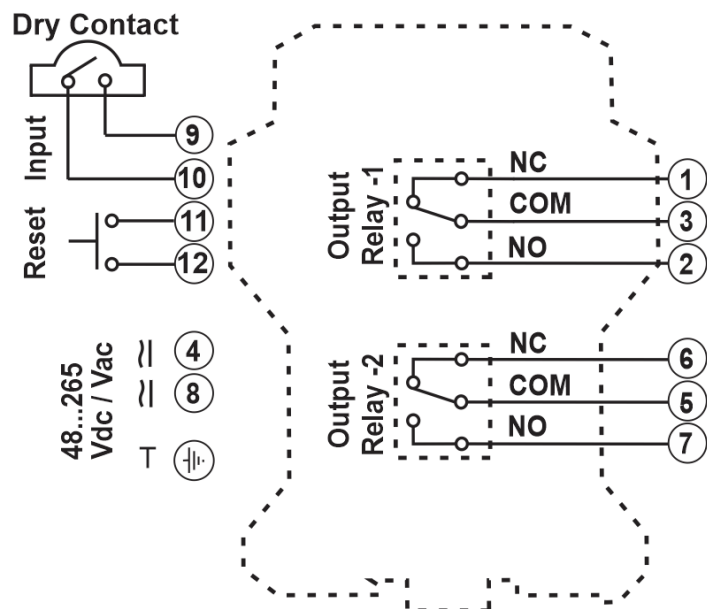 Dry Contact
Input
9
10
Reset
11
12
48...265
Vdc / Vac
4
8
T
Output
Relay -1
NC
1
COM
3
NO
2
Output
Relay -2
NC
6
COM
5
NO
7